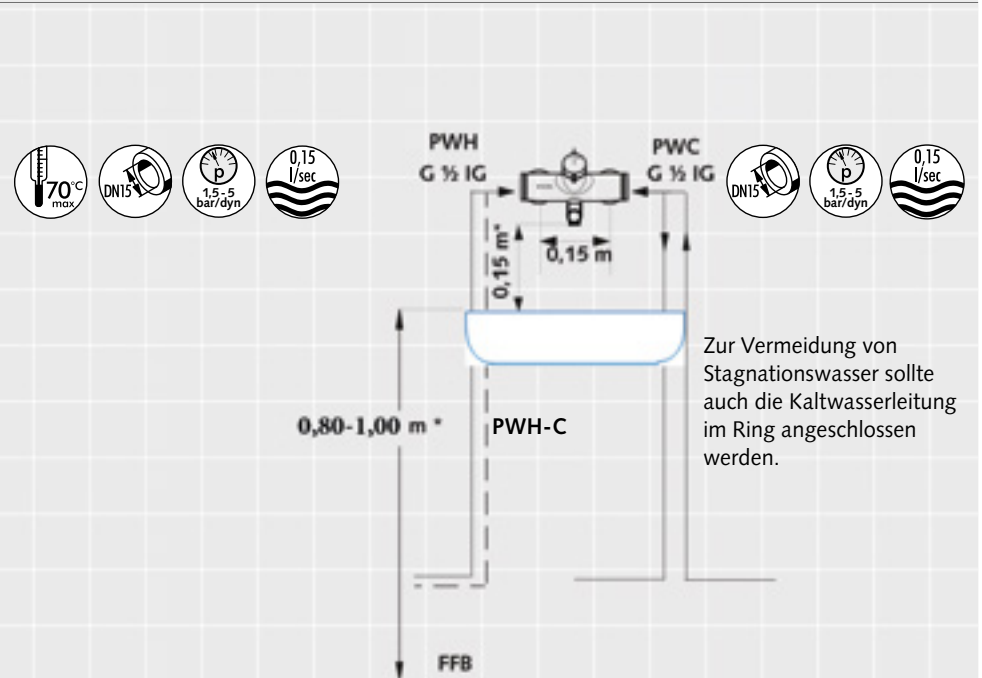 PWH
G ½ IG
PWC
G ½ IG
70°C
max
DN15
p
1,5 - 5
bar/dyn
0,15
l/sec
DN15
p
1,5 - 5
bar/dyn
0,15
l/sec
0,15 m*
0,15 m
Zur Vermeidung von
Stagnationswasser sollte
auch die Kaltwasserleitung
im Ring angeschlossen
werden.
0,80-1,00 m *
PWH-C
FFB